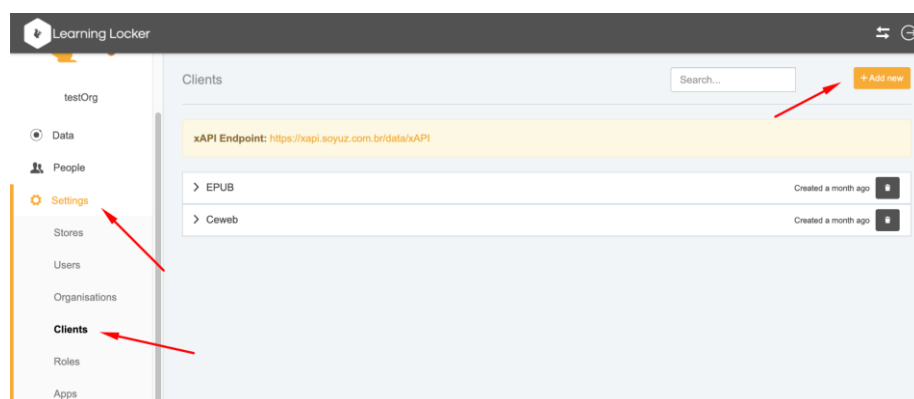 Learning Locker
testOrg
Data
People
Settings
Stores
Users
Organisations
Clients
Roles
Apps
Clients
Search...
+ Add new
xAPI Endpoint: https://xapi.soyuz.com.br/data/xAPI
> EPUB
Created a month ago
> Ceweb
Created a month ago